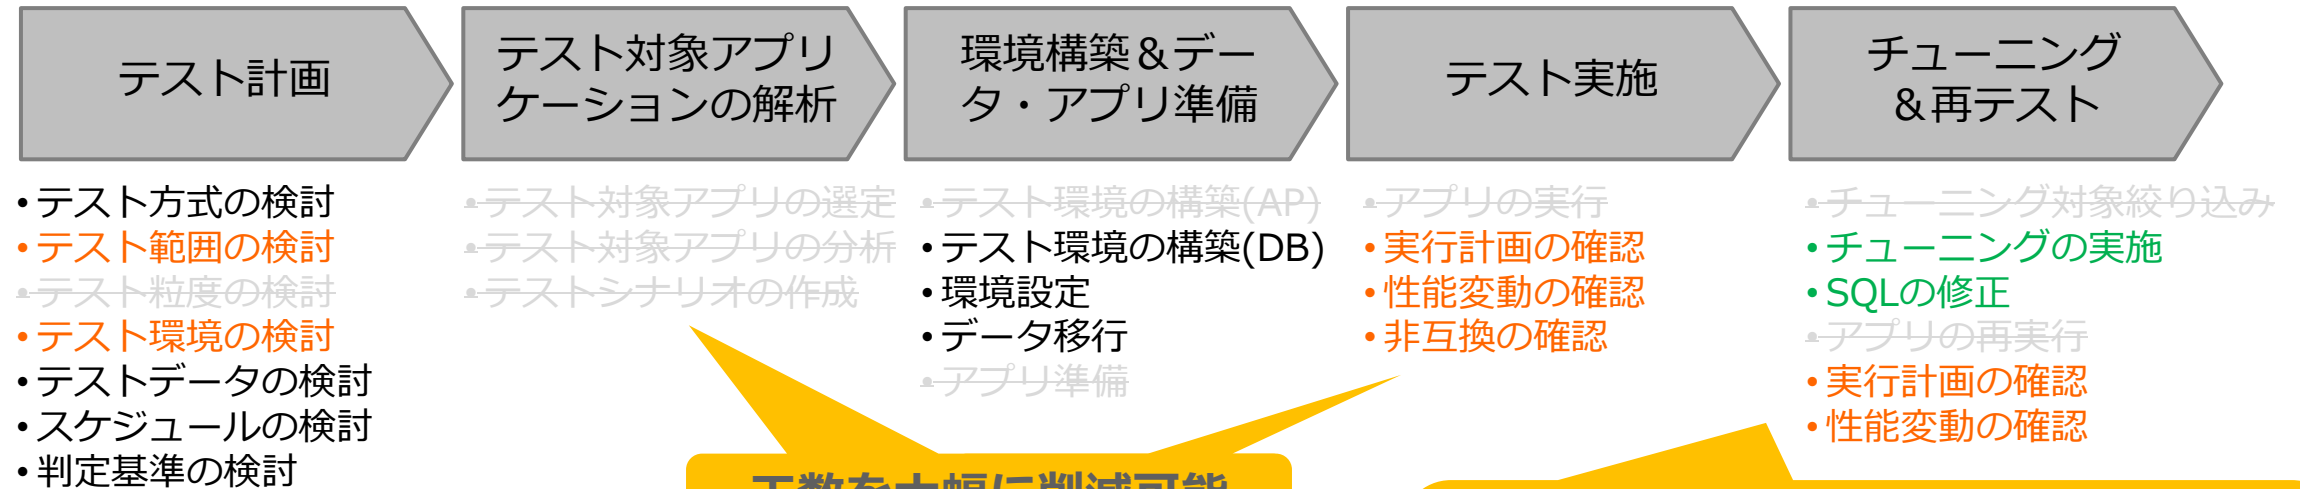 テスト計画
テスト対象アプリ
ケーションの解析
環境構築＆デー
タ・アプリ準備
テスト実施
チューニング
＆再テスト
•テスト方式の検討
•テスト範囲の検討
•テスト粒度の検討
•テスト環境の検討
•テストデータの検討
•スケジュールの検討
•判定基準の検討
•テスト対象アプリの選定
•テスト対象アプリの分析
•テストシナリオの作成
•テスト環境の構築(AP)
•テスト環境の構築(DB)
•環境設定
•データ移行
•アプリ準備
•アプリの実行
•実行計画の確認
•性能変動の確認
•非互換の確認
•チューニング対象絞り込み
•チューニングの実施
•SQLの修正
•アプリの再実行
•実行計画の確認
•性能変動の確認
工数を大幅に削減可能